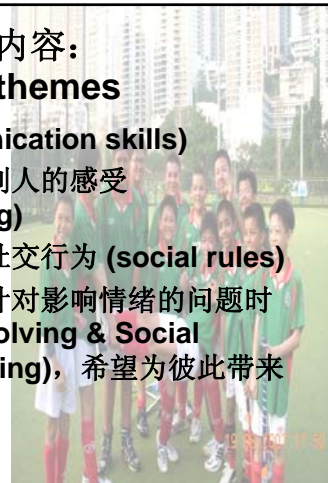 内容：
themes
nication skills)
别人的感受
g)
社交行为 (social rules)
针对影响情绪的问题时
olving & Social
ing)，希望为彼此带来